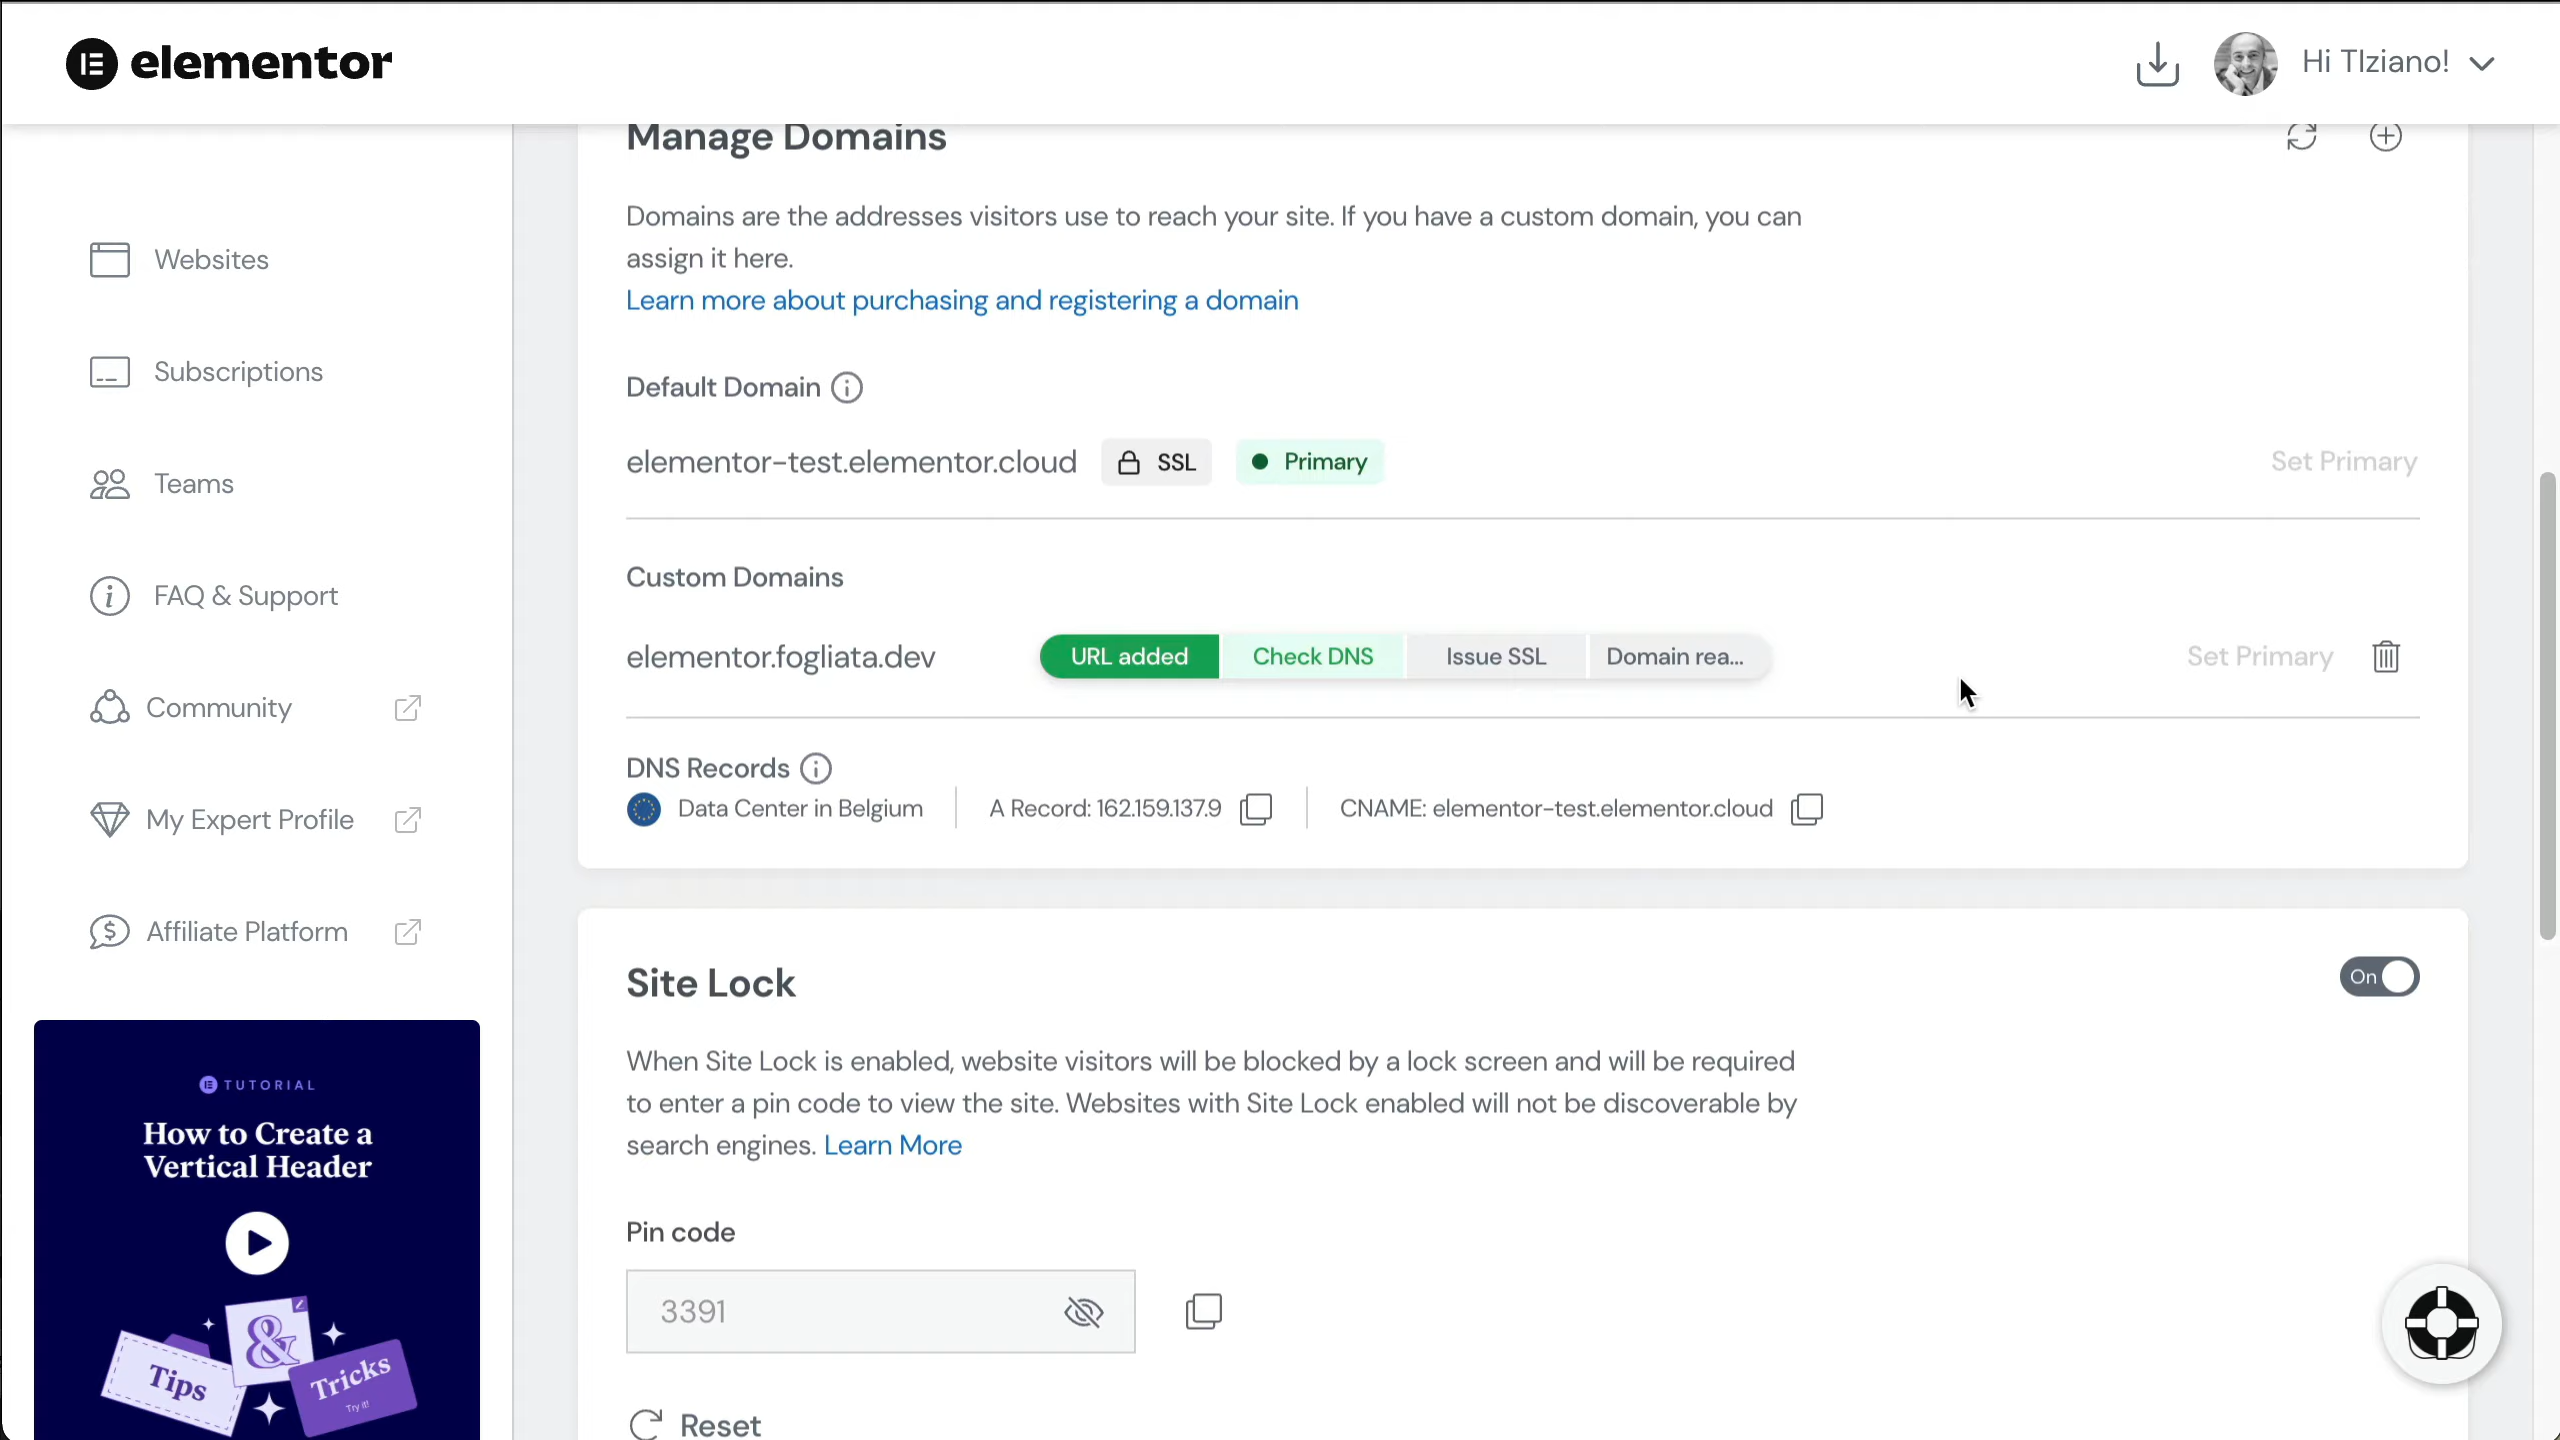 elementor
Hi TIziano!
Websites
Subscriptions
Teams
FAQ & Support
Community
My Expert Profile
Affiliate Platform
TUTORIAL
How to Create a
Vertical Header
Tips
&
Tricks
Try it!
Manage Domains
Domains are the addresses visitors use to reach your site. If you have a custom domain, you can
assign it here.
Learn more about purchasing and registering a domain
Default Domain
elementor-test.elementor.cloud SSL Primary Set Primary
Custom Domains
elementor.fogliata.dev URL added Check DNS Issue SSL Domain rea... Set Primary
DNS Records
Data Center in Belgium A Record: 162.159.137.9 CNAME: elementor-test.elementor.cloud
Site Lock
On
When Site Lock is enabled, website visitors will be blocked by a lock screen and will be required
to enter a pin code to view the site. Websites with Site Lock enabled will not be discoverable by
search engines. Learn More
Pin code
3391
Reset